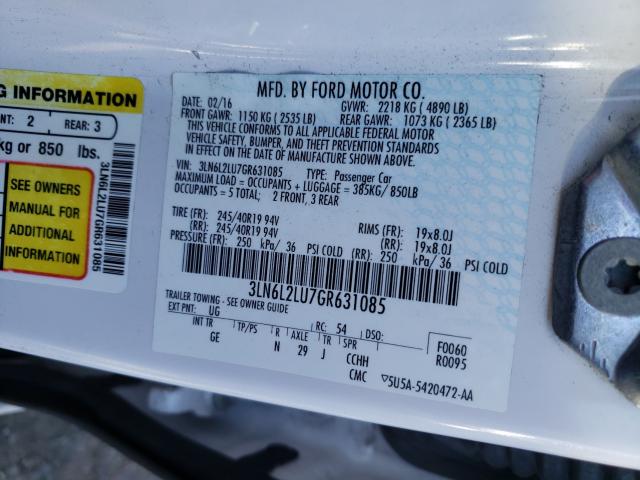 G INFORMATION
NT: 2 REAR: 3
kg or 850 lbs.
SEE OWNERS
MANUAL FOR
ADDITIONAL
INFORMATION
3LN6L2LU7GR631085
MFD. BY FORD MOTOR CO.
02/16 GVWR: 2218 KG ( 4890 LB)
FRONT GAWR: 1150 KG ( 2535 LB) REAR GAWR: 1073 KG ( 2365 LB)
THIS VEHICLE CONFORMS TO ALL APPLICABLE FEDERAL MOTOR
VEHICLE SAFETY, BUMPER, AND THEFT PREVENTION STANDARDS
IN EFFECT ON THE DATE OF MANUFACTURE SHOWN ABOVE.
VIN: 3LN6L2LU7GR631085 TYPE: Passenger Car
MAXIMUM LOAD = OCCUPANTS + LUGGAGE = 385KG/ 850LB
OCCUPANTS = 5 TOTAL; 2 FRONT, 3 REAR
TIRE (FR): 245/40R19 94V RIMS (FR): 19x8.0J
(RR): 245/40R19 94V (RR): 19x8.0J
PRESSURE (FR): 250 kPa/ 36 PSI COLD (RR): 250 kPa/ 36 PSI COLD
3LN6L2LU7GR631085
TRAILER TOWING - SEE OWNER GUIDE
EXT PNT: UG RC: 54 DSO: F0060
INT TR TP/PS R AXLE TR SPR R0095
GE N 29 J CCHH
CMC ▽5U5A-5420472-AA